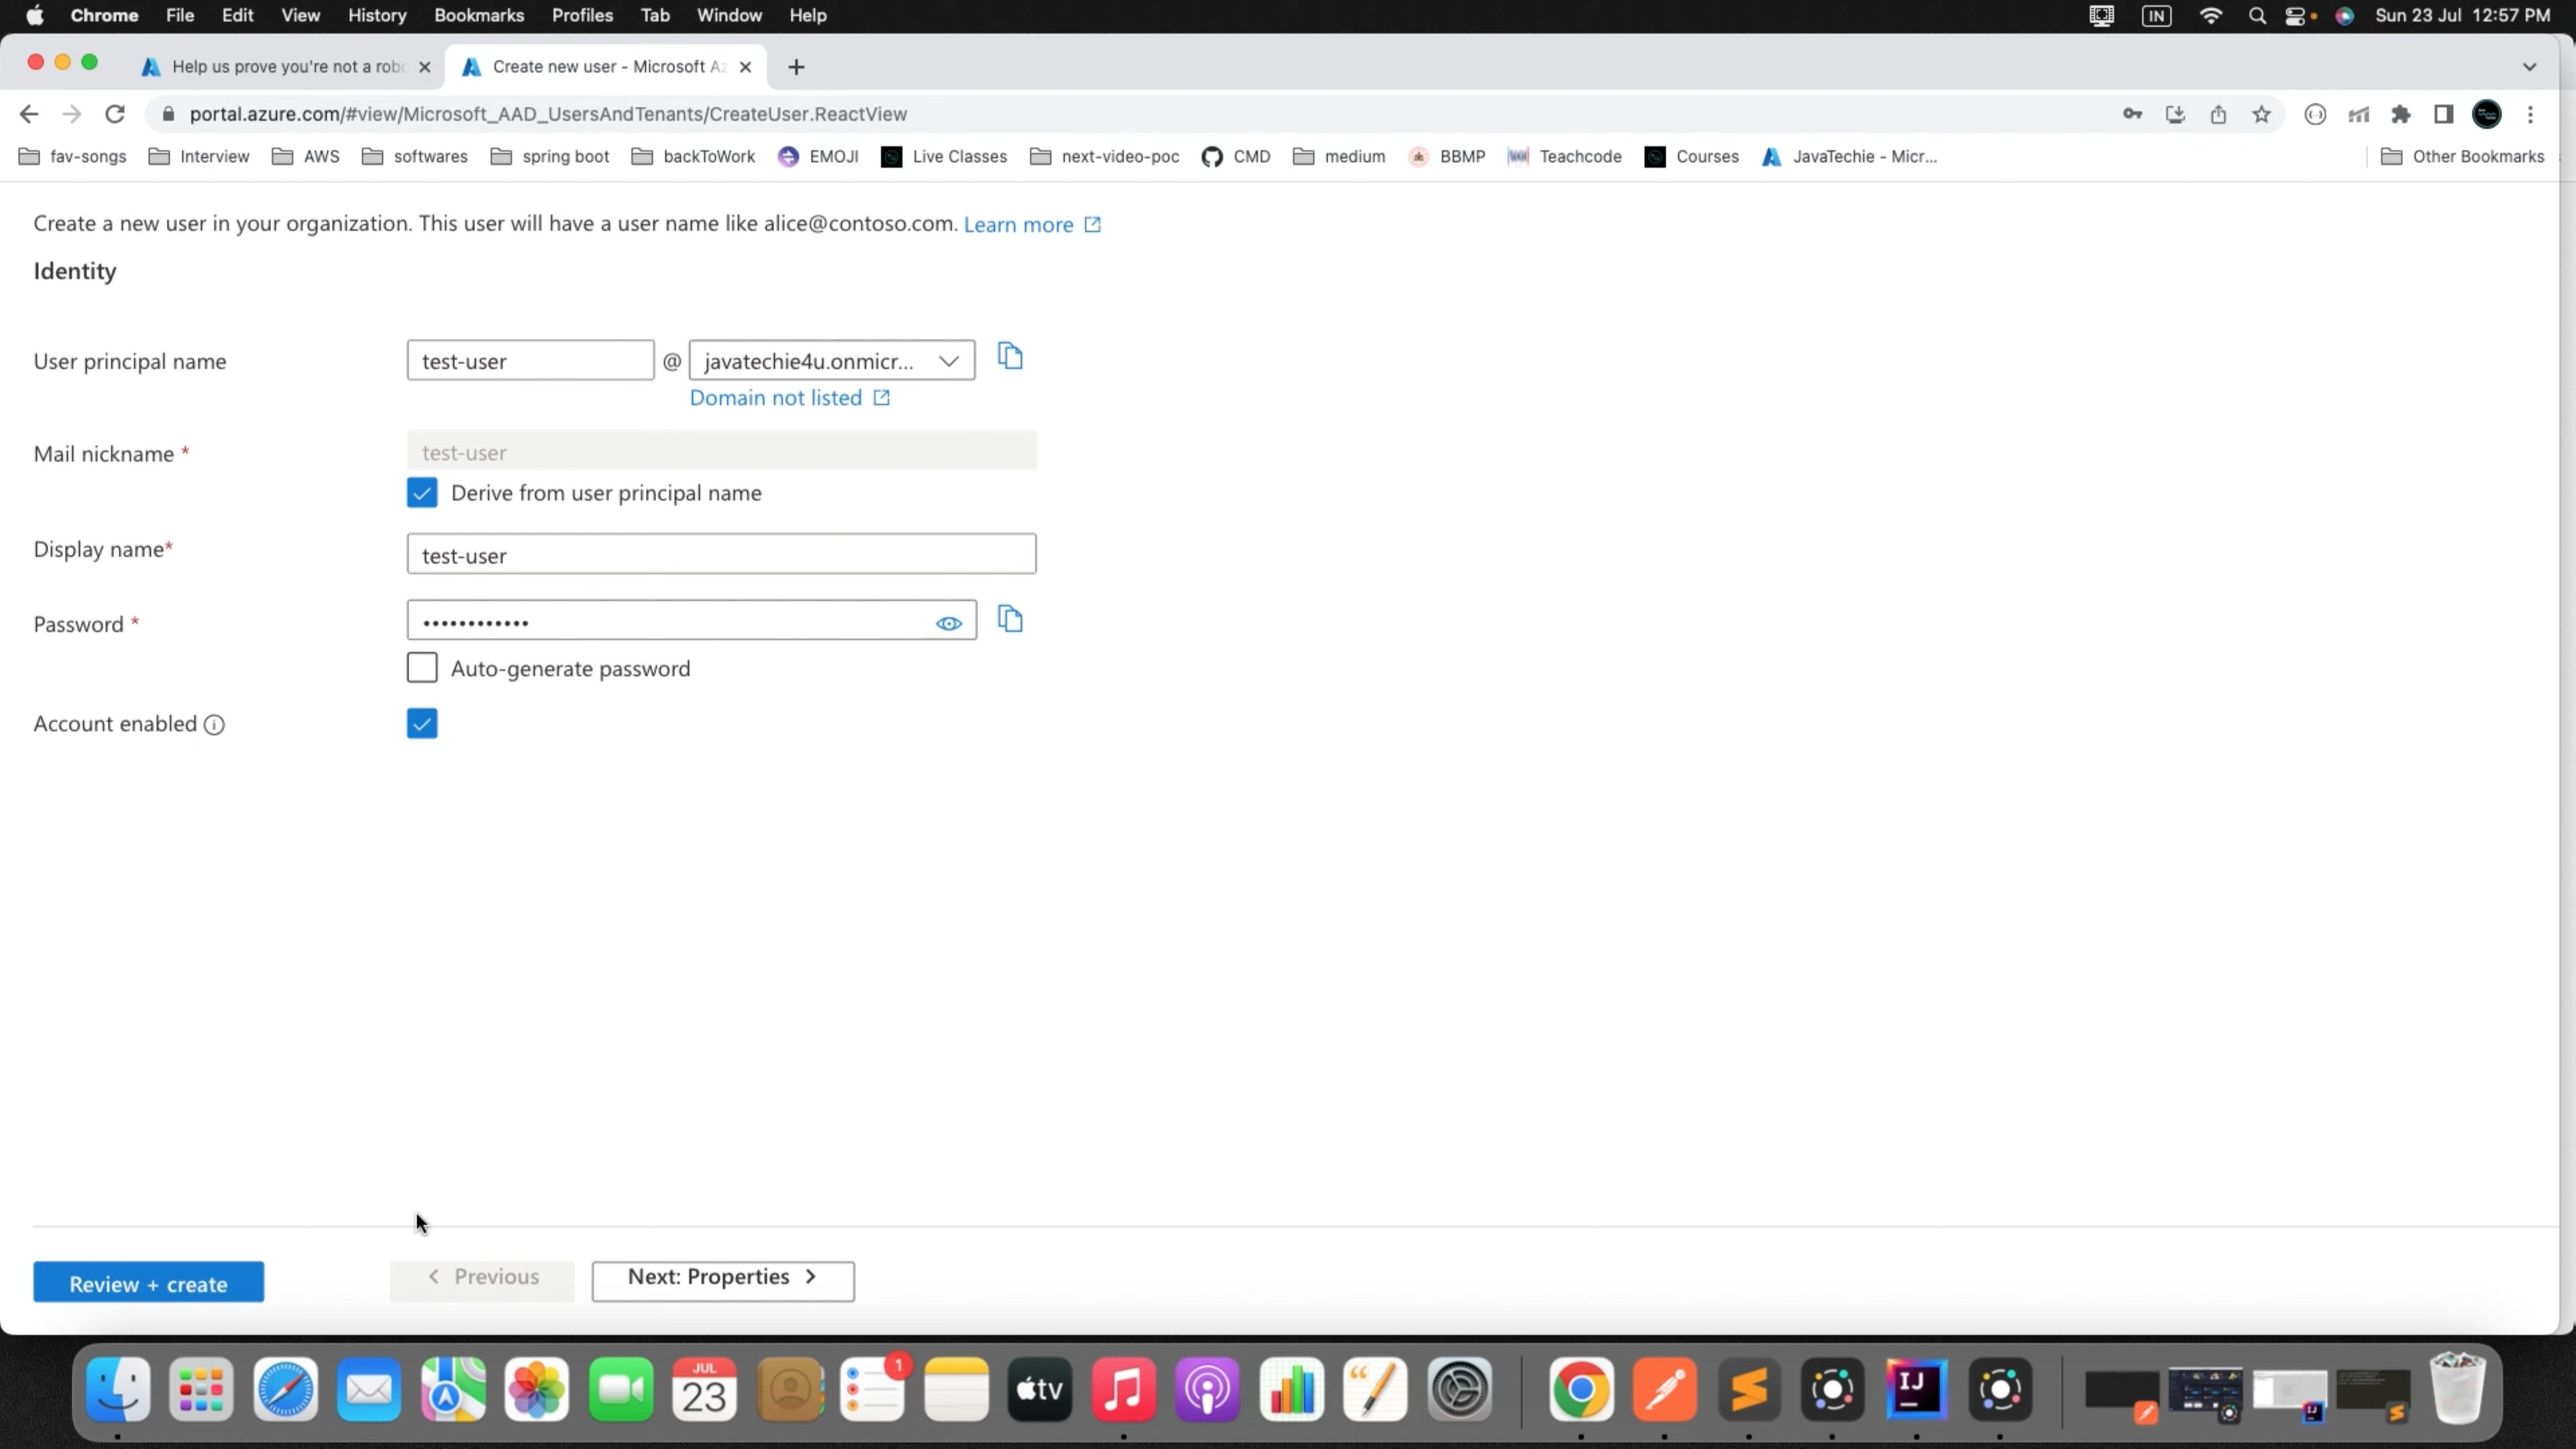 Chrome File Edit View History Bookmarks Profiles Tab Window Help IN Sun 23 Jul 12:57 PM
Help us prove you're not a rob Create new user - Microsoft Az
portal.azure.com/#view/Microsoft_AAD_UsersAndTenants/CreateUser.ReactView
fav-songs Interview AWS softwares spring boot backToWork EMOJI Live Classes next-video-poc CMD medium BBMP Teachcode Courses JavaTechie - Micr... Other Bookmarks
Create a new user in your organization. This user will have a user name like alice@contoso.com. Learn more
Identity
User principal name test-user @ javatechie4u.onmicr...
Domain not listed
Mail nickname * test-user
Derive from user principal name
Display name* test-user
Password * ••••••••••••
Auto-generate password
Account enabled
Review + create Previous Next: Properties
JUL 23 1 tv IJ